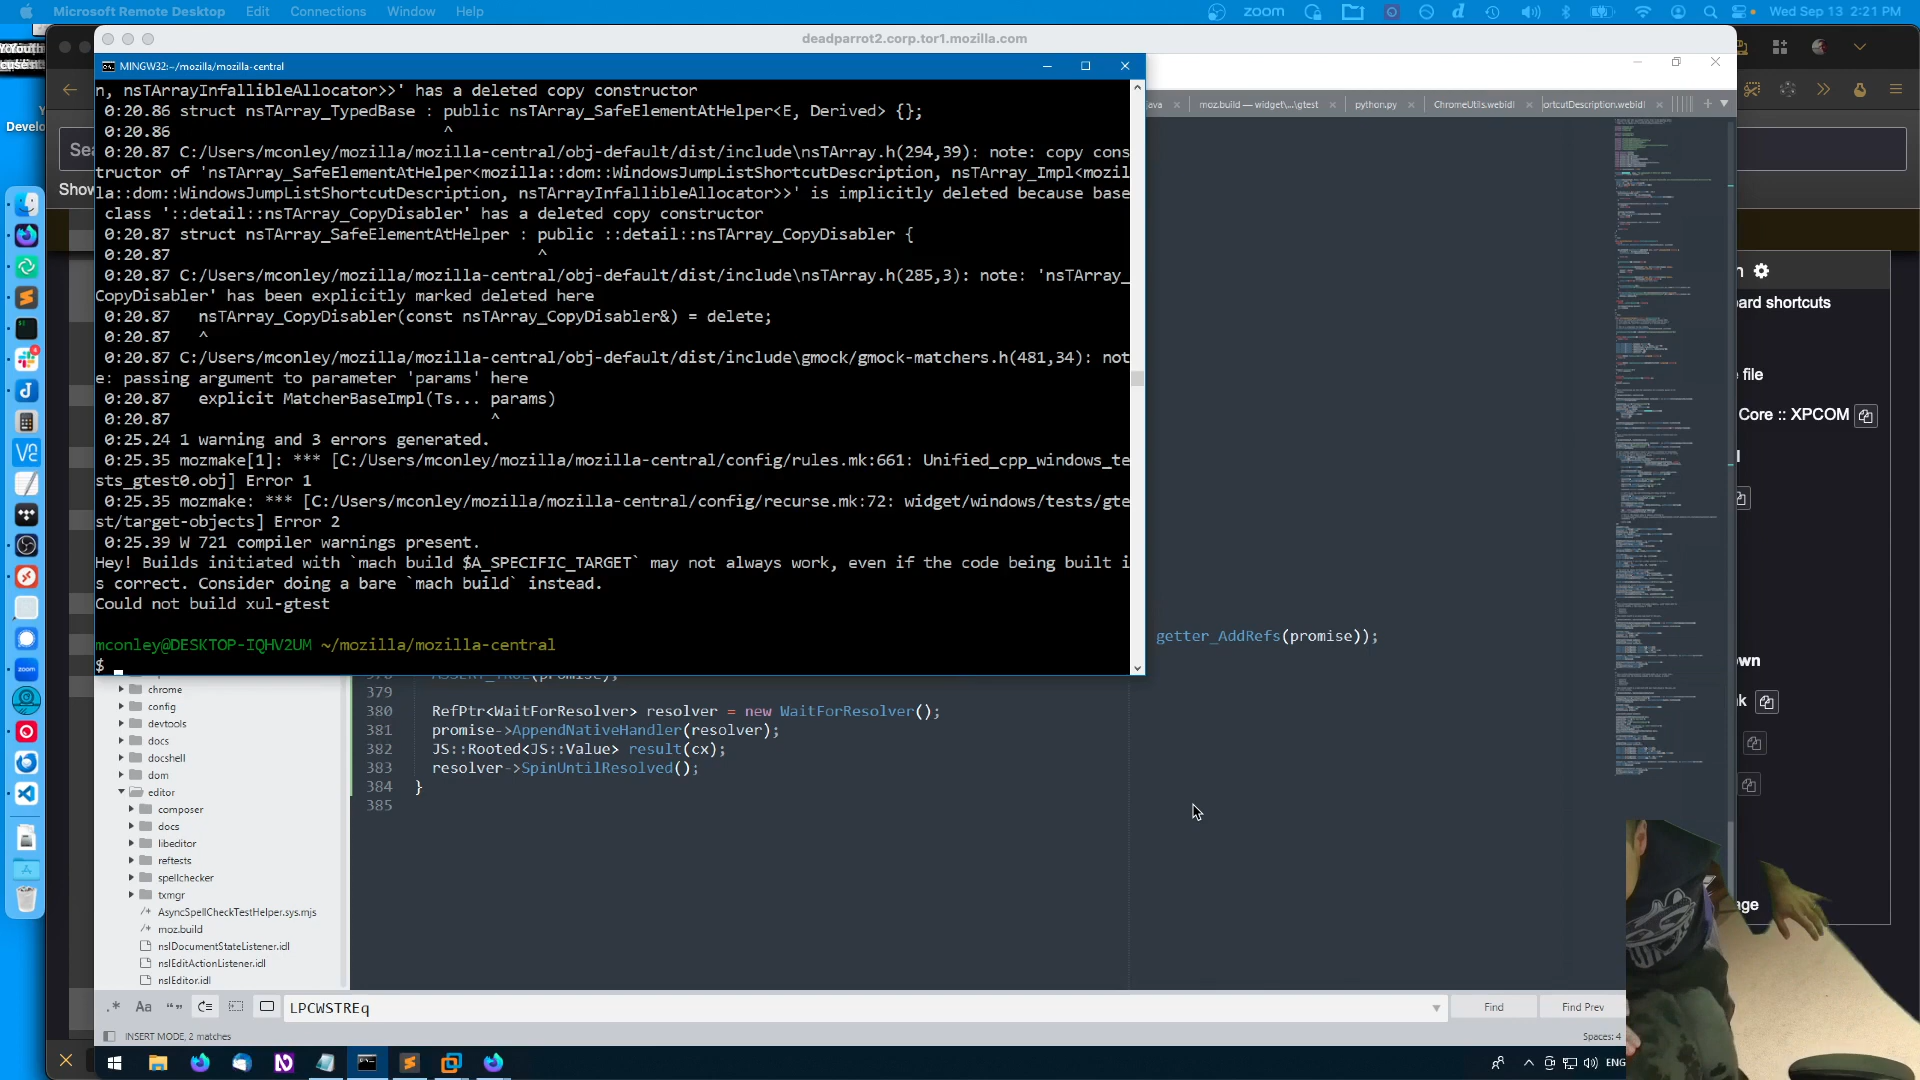 Microsoft Remote Desktop Edit Connections Window Help
zoom Wed Sep 13 2:21 PM
deadparrot2.corp.tor1.mozilla.com
MINGW32:~/mozilla/mozilla-central
n, nsTArrayInfallibleAllocator>>' has a deleted copy constructor
0:20.86 struct nsTArray_TypedBase : public nsTArray_SafeElementAtHelper<E, Derived> {};
0:20.86 ^
0:20.87 C:/Users/mconley/mozilla/mozilla-central/obj-default/dist/include\nsTArray.h(294,39): note: copy cons
tructor of 'nsTArray_SafeElementAtHelper<mozilla::dom::WindowsJumpListShortcutDescription, nsTArray_Impl<mozil
la::dom::WindowsJumpListShortcutDescription, nsTArrayInfallibleAllocator>>' is implicitly deleted because base
class '::detail::nsTArray_CopyDisabler' has a deleted copy constructor
0:20.87 struct nsTArray_SafeElementAtHelper : public ::detail::nsTArray_CopyDisabler {
0:20.87 ^
0:20.87 C:/Users/mconley/mozilla/mozilla-central/obj-default/dist/include\nsTArray.h(285,3): note: 'nsTArray_
CopyDisabler' has been explicitly marked deleted here
0:20.87 nsTArray_CopyDisabler(const nsTArray_CopyDisabler&) = delete;
0:20.87 ^
0:20.87 C:/Users/mconley/mozilla/mozilla-central/obj-default/dist/include\gmock/gmock-matchers.h(481,34): not
e: passing argument to parameter 'params' here
0:20.87 explicit MatcherBaseImpl(Ts... params)
0:20.87 ^
0:25.24 1 warning and 3 errors generated.
0:25.35 mozmake[1]: *** [C:/Users/mconley/mozilla/mozilla-central/config/rules.mk:661: Unified_cpp_windows_te
sts_gtest0.obj] Error 1
0:25.35 mozmake: *** [C:/Users/mconley/mozilla/mozilla-central/config/recurse.mk:72: widget/windows/tests/gte
st/target-objects] Error 2
0:25.39 W 721 compiler warnings present.
Hey! Builds initiated with `mach build $A_SPECIFIC_TARGET` may not always work, even if the code being built i
s correct. Consider doing a bare `mach build` instead.
Could not build xul-gtest
mconley@DESKTOP-IQHV2UM ~/mozilla/mozilla-central
$
ava moz.build — widget\...\gtest python.py ChromeUtils.webidl ortcutDescription.webidl
Develo
Sea
Show
ard shortcuts
file
Core :: XPCOM
own
age
getter_AddRefs(promise));
379
380 RefPtr<WaitForResolver> resolver = new WaitForResolver();
381 promise->AppendNativeHandler(resolver);
382 JS::Rooted<JS::Value> result(cx);
383 resolver->SpinUntilResolved();
384 }
385
chrome
config
devtools
docs
docshell
dom
editor
composer
docs
libeditor
reftests
spellchecker
txmgr
AsyncSpellCheckTestHelper.sys.mjs
moz.build
nsIDocumentStateListener.idl
nsIEditActionListener.idl
nsIEditor.idl
LPCWSTREq
Find Find Prev
INSERT MODE, 2 matches
Spaces: 4
ENG